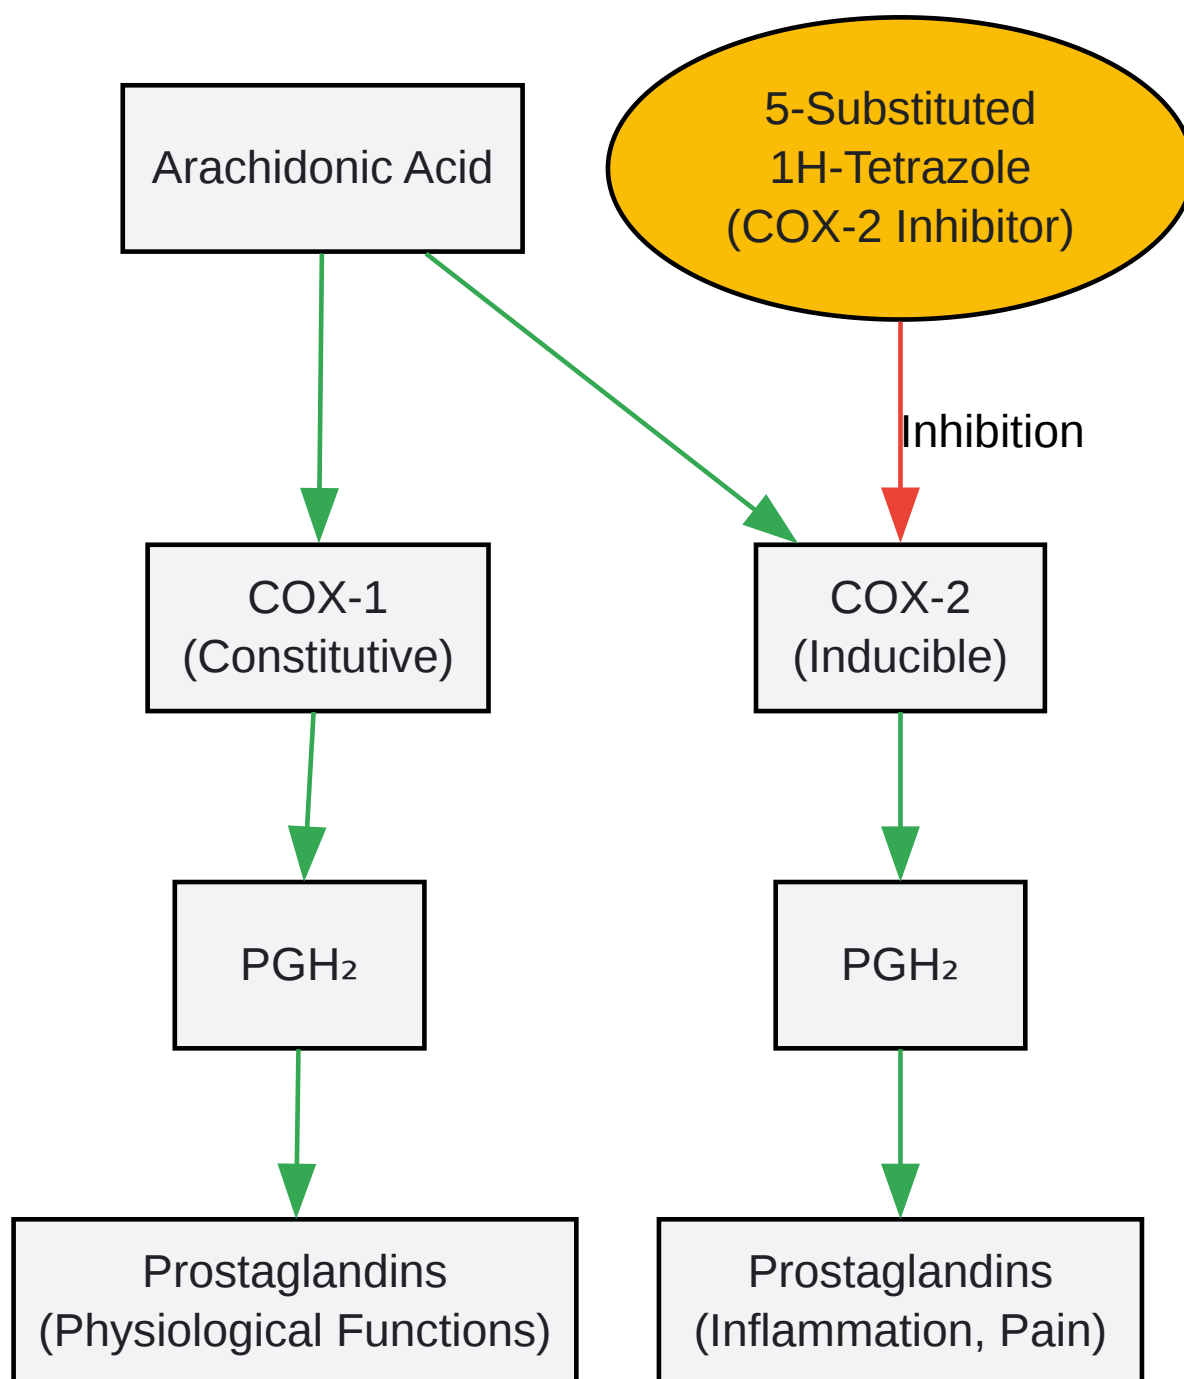 Arachidonic Acid
5-Substituted
1H-Tetrazole
(COX-2 Inhibitor)
Inhibition
COX-1
(Constitutive)
COX-2
(Inducible)
PGH₂
PGH₂
Prostaglandins
(Physiological Functions)
Prostaglandins
(Inflammation, Pain)